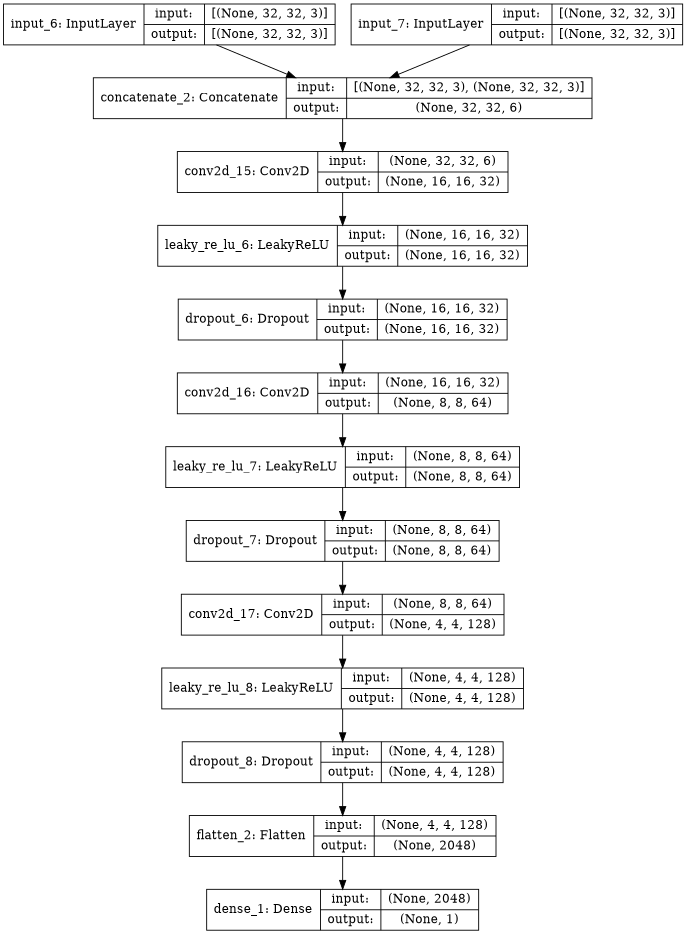 input_6: InputLayer
input: [(None, 32, 32, 3)]
output: [(None, 32, 32, 3)]
input_7: InputLayer
input: [(None, 32, 32, 3)]
output: [(None, 32, 32, 3)]
concatenate_2: Concatenate
input: [(None, 32, 32, 3), (None, 32, 32, 3)]
output: (None, 32, 32, 6)
conv2d_15: Conv2D
input: (None, 32, 32, 6)
output: (None, 16, 16, 32)
leaky_re_lu_6: LeakyReLU
input: (None, 16, 16, 32)
output: (None, 16, 16, 32)
dropout_6: Dropout
input: (None, 16, 16, 32)
output: (None, 16, 16, 32)
conv2d_16: Conv2D
input: (None, 16, 16, 32)
output: (None, 8, 8, 64)
leaky_re_lu_7: LeakyReLU
input: (None, 8, 8, 64)
output: (None, 8, 8, 64)
dropout_7: Dropout
input: (None, 8, 8, 64)
output: (None, 8, 8, 64)
conv2d_17: Conv2D
input: (None, 8, 8, 64)
output: (None, 4, 4, 128)
leaky_re_lu_8: LeakyReLU
input: (None, 4, 4, 128)
output: (None, 4, 4, 128)
dropout_8: Dropout
input: (None, 4, 4, 128)
output: (None, 4, 4, 128)
flatten_2: Flatten
input: (None, 4, 4, 128)
output: (None, 2048)
dense_1: Dense
input: (None, 2048)
output: (None, 1)